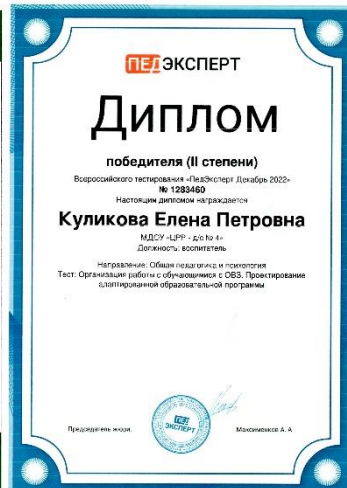 ПЕДЭКСПЕРТ
Диплом
победителя (II степени)
Всероссийского тестирования «ПедЭксперт Декабрь 2022»
№ 1283460
Настоящим дипломом награждается
Куликова Елена Петровна
МДОУ «ЦРР - д/с № 4»
Должность: воспитатель
Направление: Общая педагогика и психология
Тест: Организация работы с обучающимися с ОВЗ. Проектирование
адаптированной образовательной программы
Председатель жюри.
ПЕД
ЭКСПЕРТ
Максименков А. А.